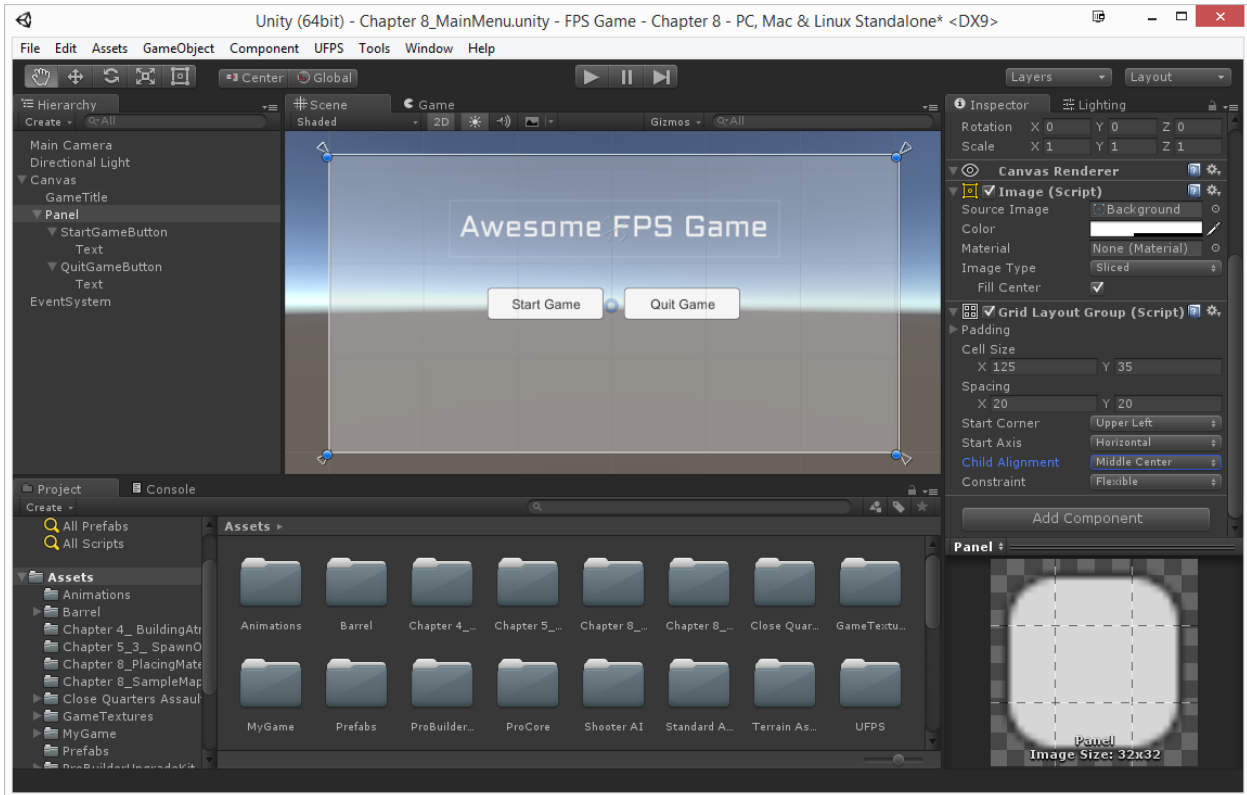 Unity (64bit) - Chapter 8_MainMenu.unity - FPS Game - Chapter 8 - PC, Mac & Linux Standalone* <DX9>
File Edit Assets GameObject Component UFPS Tools Window Help
Center Global Layers Layout
Hierarchy
Create All
Main Camera
Directional Light
Canvas
GameTitle
Panel
StartGameButton
Text
QuitGameButton
Text
EventSystem
Scene Game
Shaded 2D Gizmos All
Awesome FPS Game
Start Game Quit Game
Inspector Lighting
Rotation X 0 Y 0 Z 0
Scale X 1 Y 1 Z 1
Canvas Renderer
Image (Script)
Source Image Background
Color
Material None (Material)
Image Type Sliced
Fill Center
Grid Layout Group (Script)
Padding
Cell Size
X 125 Y 35
Spacing
X 20 Y 20
Start Corner Upper Left
Start Axis Horizontal
Child Alignment Middle Center
Constraint Flexible
Add Component
Project Console
Create
All Prefabs
All Scripts
Assets
Animations
Barrel
Chapter 4_ BuildingAtr
Chapter 5_3_ SpawnO
Chapter 8_PlacingMate
Chapter 8_SampleMap
Close Quarters Assaul
GameTextures
MyGame
Prefabs
ProBuilderUpgradeKit
Assets
Animations Barrel Chapter 4_... Chapter 5_... Chapter 8_... Chapter 8_... Close Quar... GameTextu...
MyGame Prefabs ProBuilder... ProCore Shooter AI Standard A... Terrain As... UFPS
Panel
Panel
Image Size: 32x32